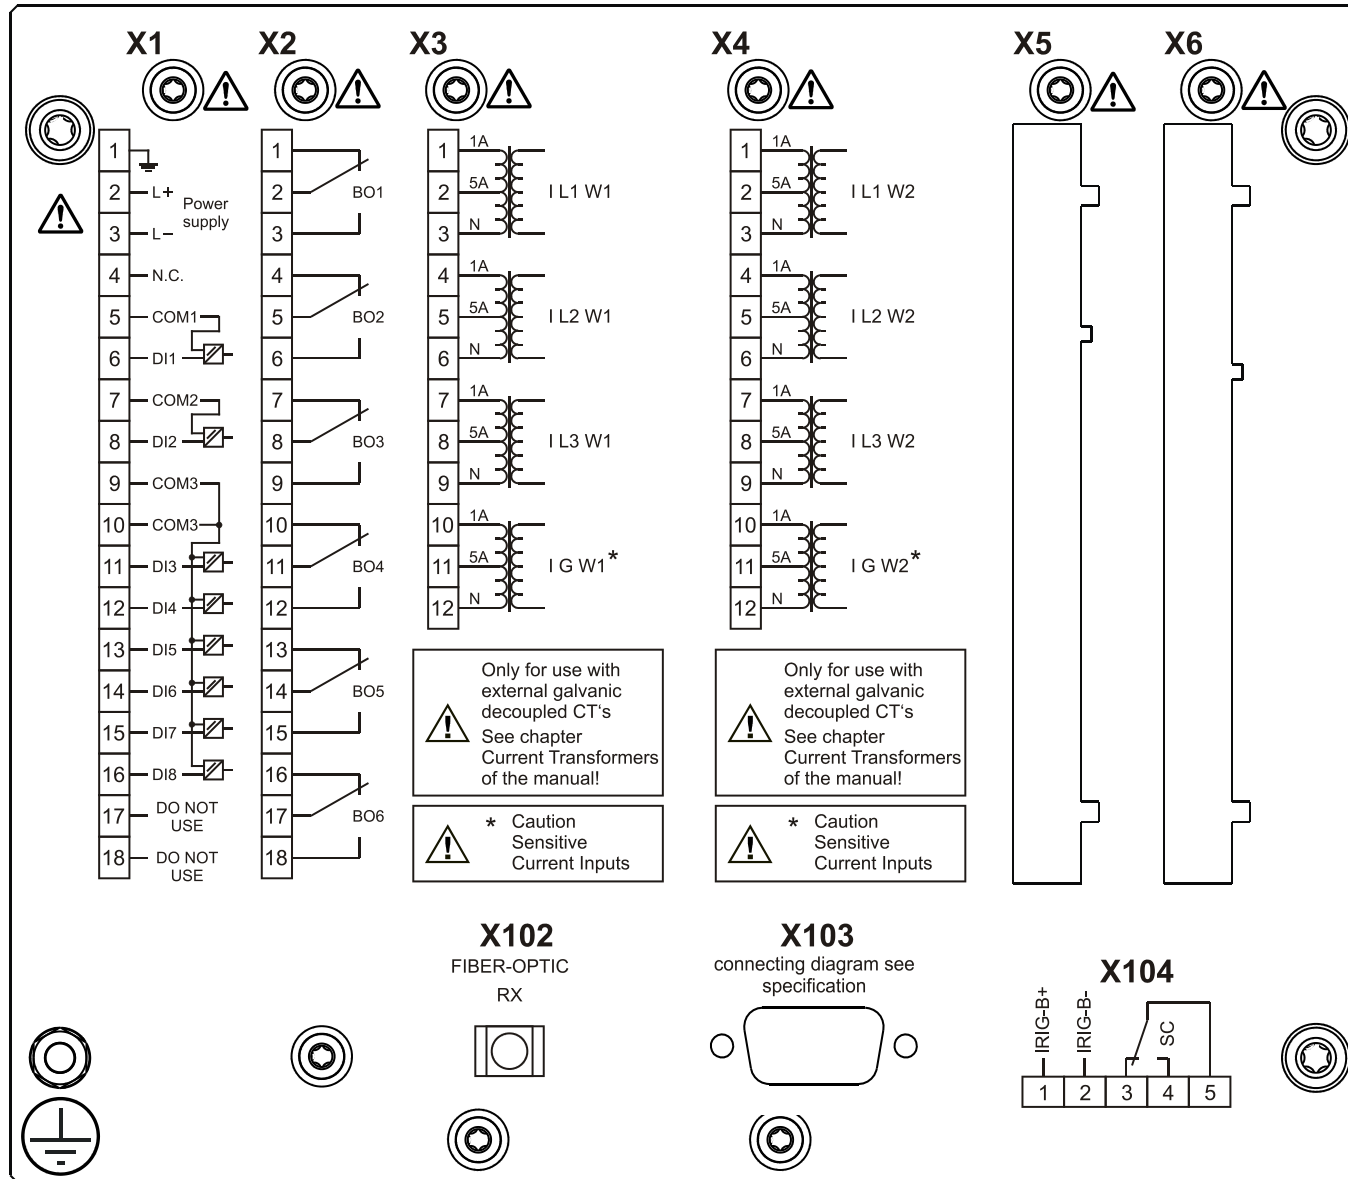 X1
X2
X3
X4
X5
X6
1
2 L+
Power
supply
3 L–
4 N.C.
5 COM1
6 DI1
7 COM2
8 DI2
9 COM3
10 COM3
11 DI3
12 DI4
13 DI5
14 DI6
15 DI7
16 DI8
17 DO NOT
USE
18 DO NOT
USE
1
2 BO1
3
4
5 BO2
6
7
8 BO3
9
10
11 BO4
12
13
14 BO5
15
16
17 BO6
18
1 1A
2 5A I L1 W1
3 N
4 1A
5 5A I L2 W1
6 N
7 1A
8 5A I L3 W1
9 N
10 1A
11 5A I G W1*
12 N
Only for use with
external galvanic
decoupled CT‘s
See chapter
Current Transformers
of the manual!
* Caution
Sensitive
Current Inputs
1 1A
2 5A I L1 W2
3 N
4 1A
5 5A I L2 W2
6 N
7 1A
8 5A I L3 W2
9 N
10 1A
11 5A I G W2*
12 N
Only for use with
external galvanic
decoupled CT‘s
See chapter
Current Transformers
of the manual!
* Caution
Sensitive
Current Inputs
X102
FIBER-OPTIC
RX
X103
connecting diagram see
specification
X104
IRIG-B+
IRIG-B-
SC
1 2 3 4 5